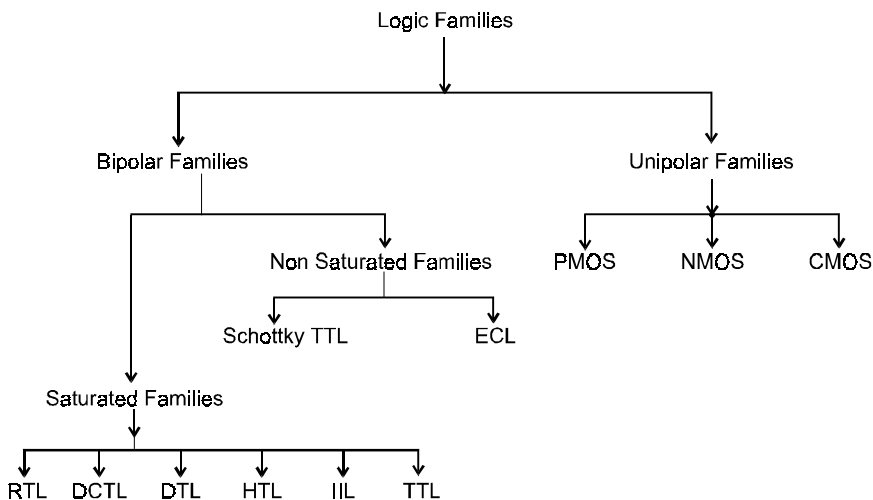 Logic Families
Bipolar Families
Unipolar Families
Non Saturated Families
PMOS
NMOS
CMOS
Schottky TTL
ECL
Saturated Families
RTL
DCTL
DTL
HTL
IIL
TTL